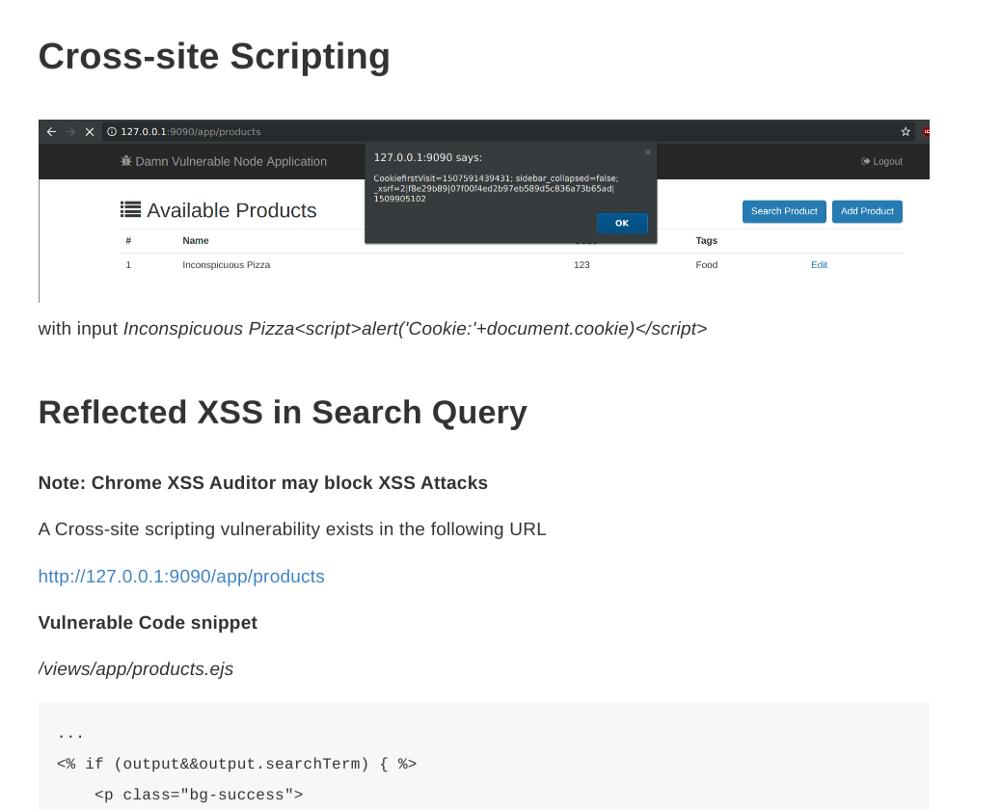 Cross-site Scripting
127.0.0.1:9090/app/products
Damn Vulnerable Node Application
127.0.0.1:9090 says:
×
CookiefirstVisit=1507591439431; sidebar_collapsed=false;
_xsrf=2|f8e29b89|07f00f4ed2b97eb589d5c836a73b65ad|
1509905102
OK
Logout
Available Products
Search Product
Add Product
# Name Tags
1 Inconspicuous Pizza 123 Food Edit
with input Inconspicuous Pizza<script>alert('Cookie:'+document.cookie)</script>
Reflected XSS in Search Query
Note: Chrome XSS Auditor may block XSS Attacks
A Cross-site scripting vulnerability exists in the following URL
http://127.0.0.1:9090/app/products
Vulnerable Code snippet
/views/app/products.ejs
...
<% if (output&&output.searchTerm) { %>
<p class="bg-success">